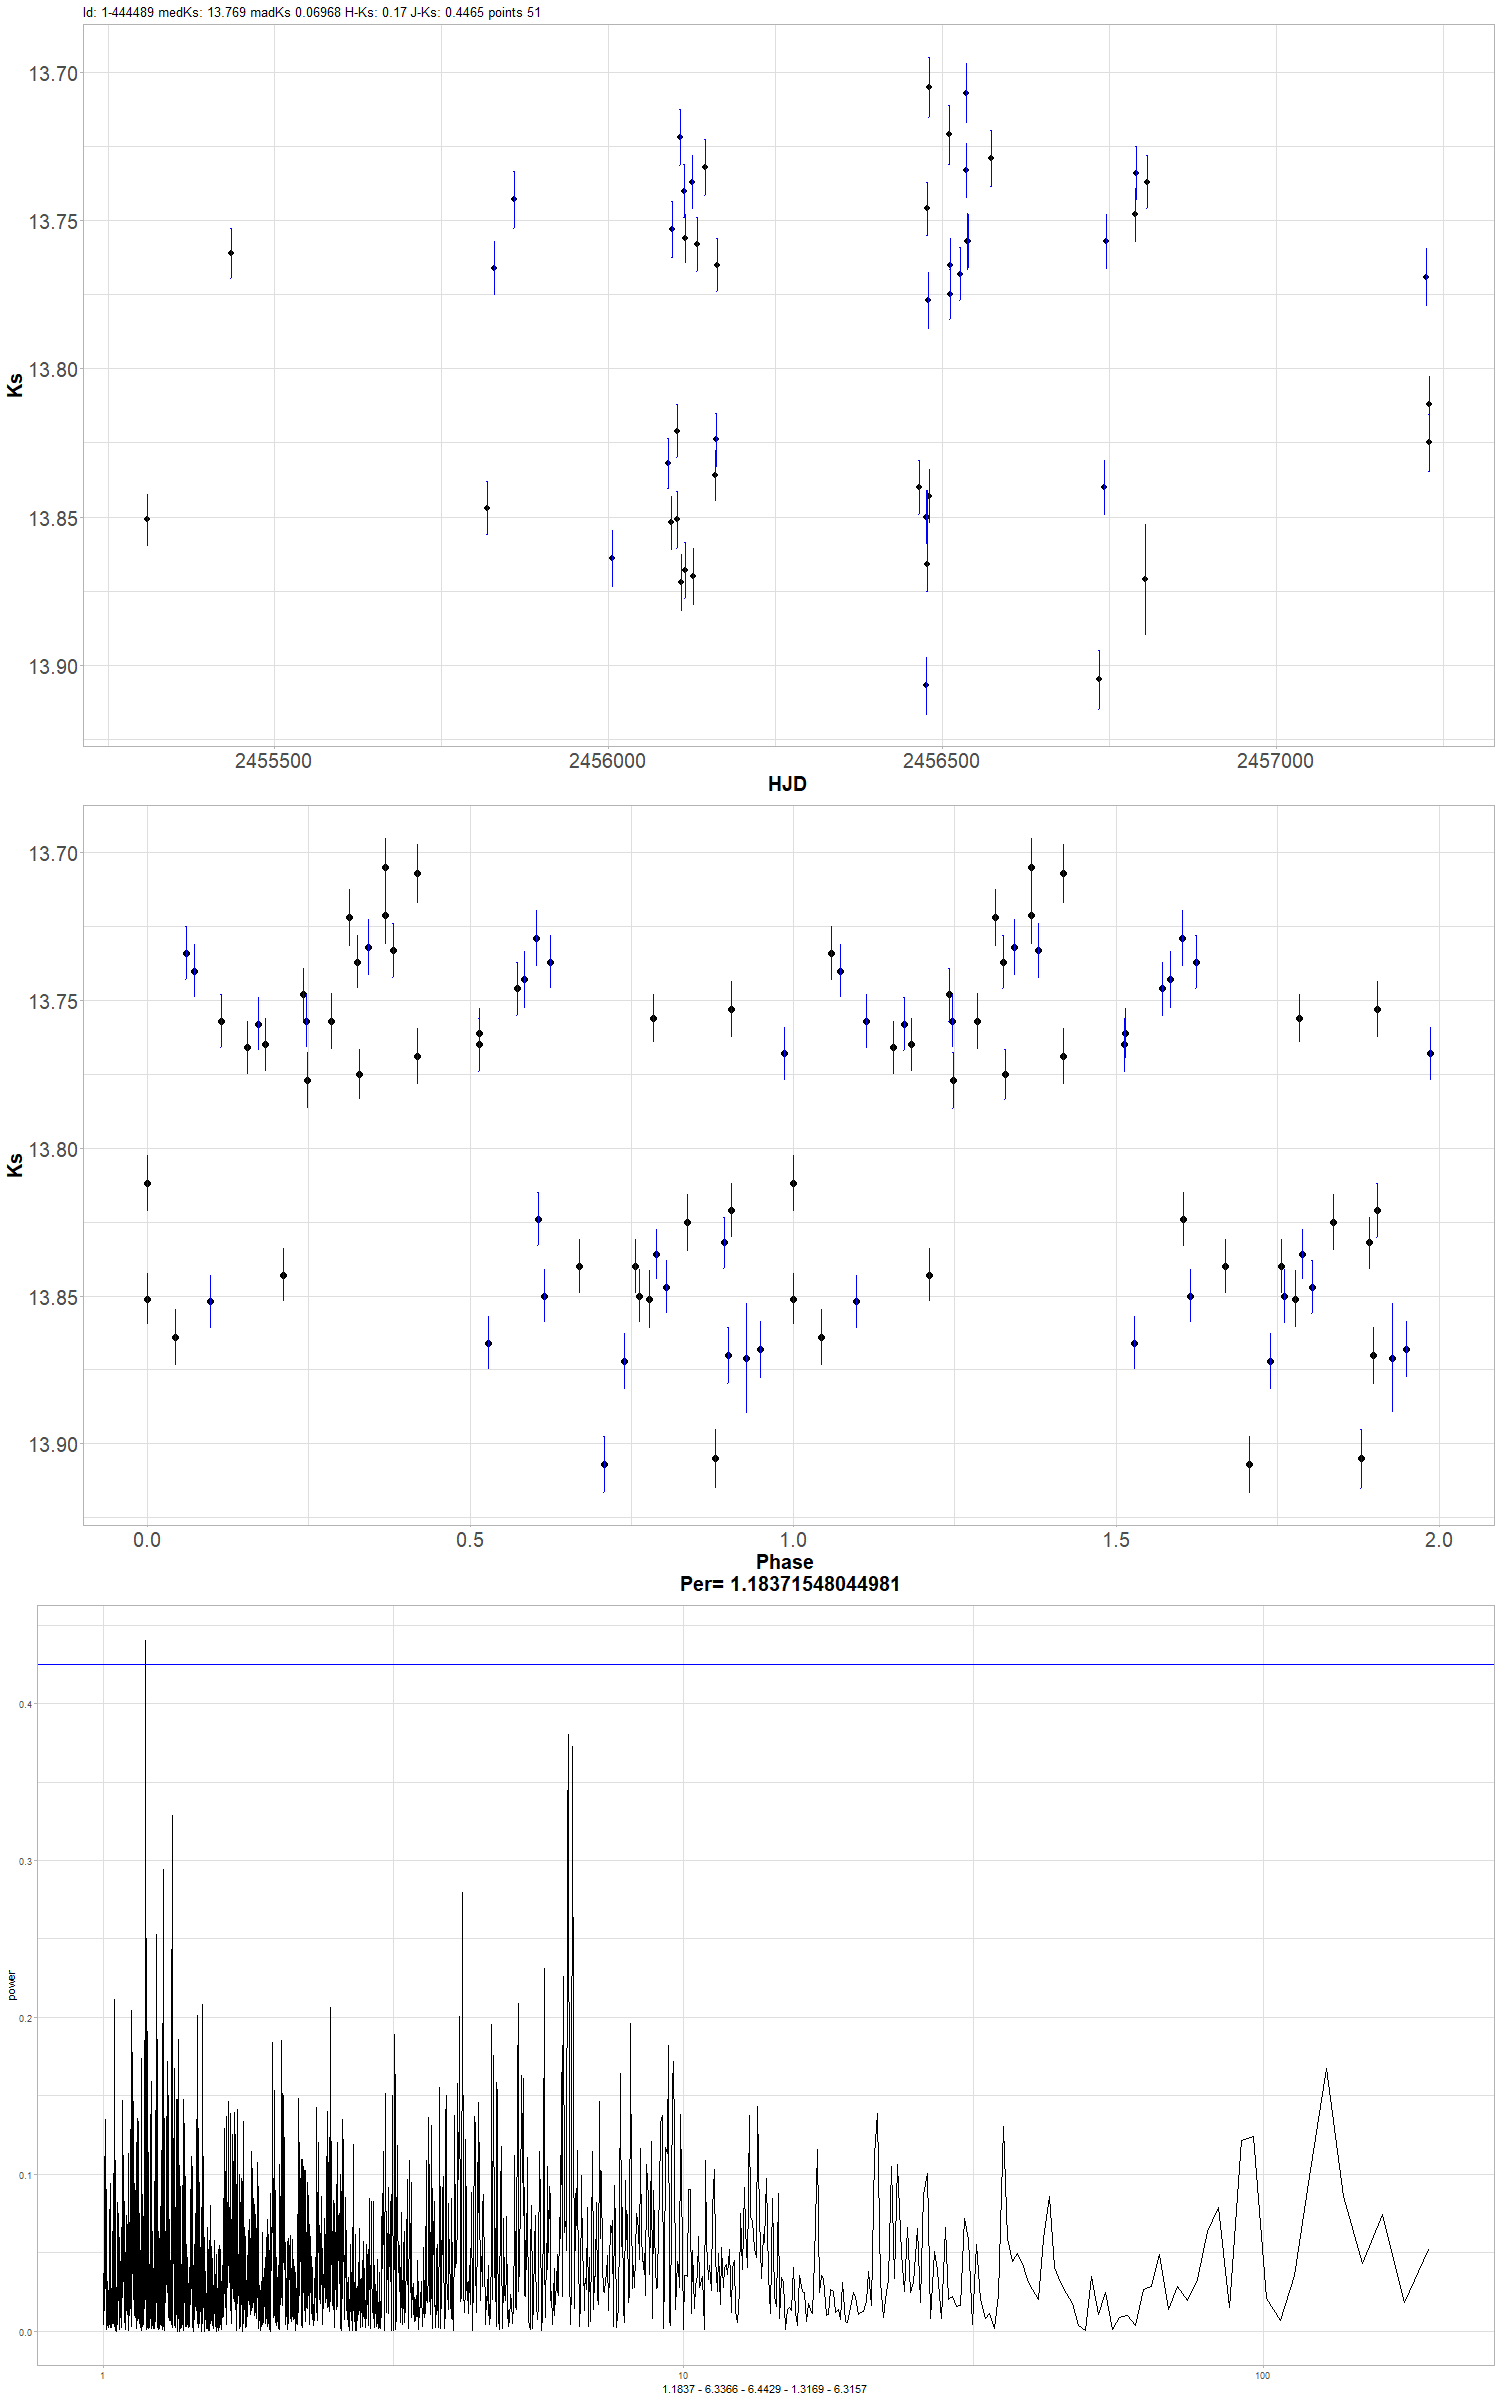 Id: 1-444489 medKs: 13.769 madKs 0.06968 H-Ks: 0.17 J-Ks: 0.4465 points 51
13.70
13.75
13.80
13.85
13.90
Ks
2455500 2456000 2456500 2457000
HJD
13.70
13.75
13.80
13.85
13.90
Ks
0.0 0.5 1.0 1.5 2.0
Phase
Per= 1.18371548044981
0.4
0.3
0.2
0.1
0.0
power
1 10 100
1.1837 - 6.3366 - 6.4429 - 1.3169 - 6.3157